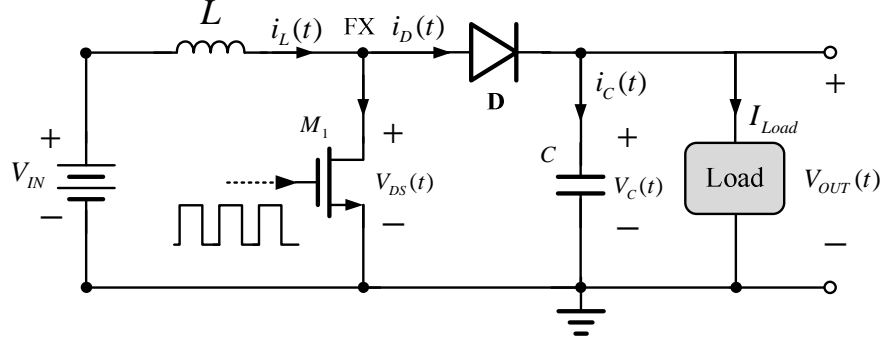 L
i_L(t)
FX
i_D(t)
D
i_C(t)
+
I_Load
+
V_IN
−
M_1
+
V_DS(t)
−
C
+
V_C(t)
−
Load
V_OUT(t)
−